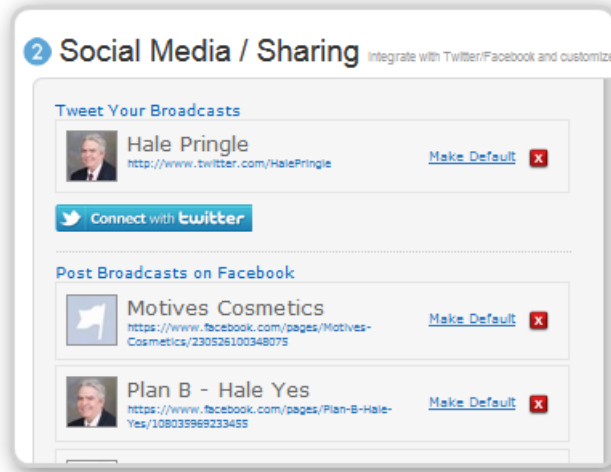 2 Social Media / Sharing Integrate with Twitter/Facebook and customize
Tweet Your Broadcasts
Hale Pringle
http://www.twitter.com/HalePringle
Make Default X
Connect with twitter
Post Broadcasts on Facebook
Motives Cosmetics
https://www.facebook.com/pages/Motives-
Cosmetics/230526100348075
Make Default X
Plan B - Hale Yes
https://www.facebook.com/pages/Plan-B-Hale-
Yes/108035969233455
Make Default X